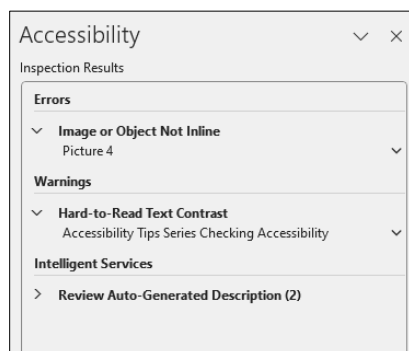 Accessibility
Inspection Results
Errors
Image or Object Not Inline
Picture 4
Warnings
Hard-to-Read Text Contrast
Accessibility Tips Series Checking Accessibility
Intelligent Services
Review Auto-Generated Description (2)